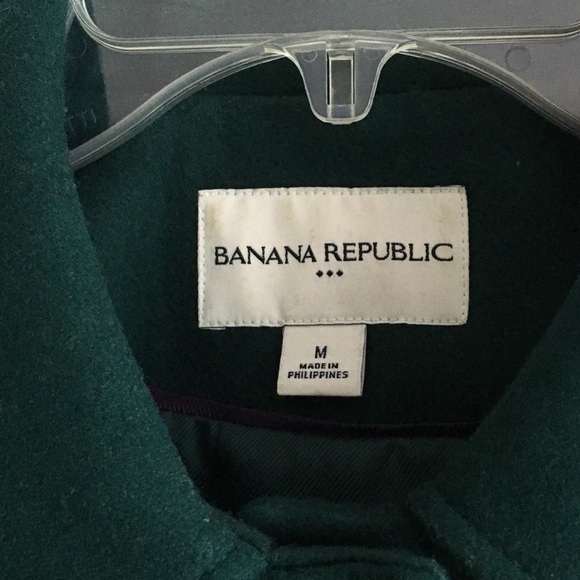 BANANA REPUBLIC
♦♦♦
M
MADE IN
PHILIPPINES